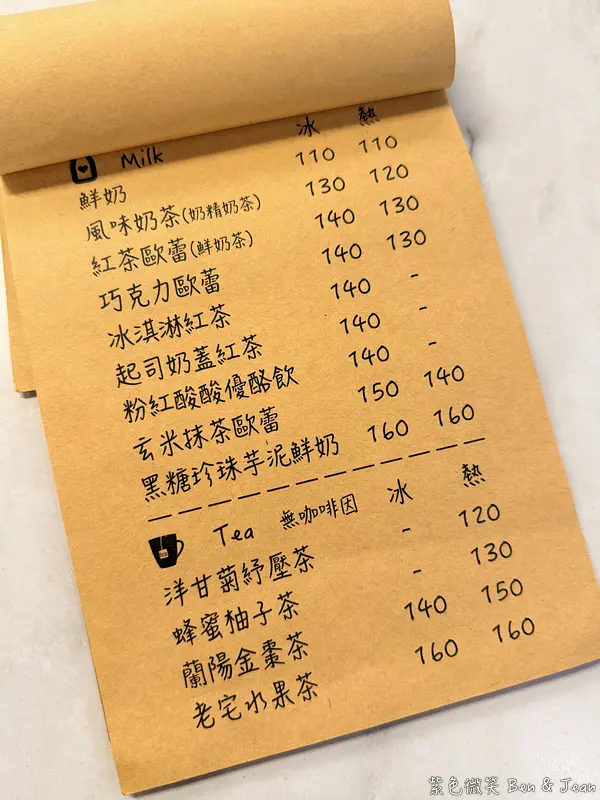 Milk 冰 熱
鮮奶 110 110
風味奶茶(奶精奶茶) 130 120
紅茶歐蕾(鮮奶茶) 140 130
巧克力歐蕾 140 130
冰淇淋紅茶 140 -
起司奶蓋紅茶 140 -
粉紅酸酸優酪飲 140 -
玄米抹茶歐蕾 150 140
黑糖珍珠芋泥鮮奶 160 160
Tea 無咖啡因 冰 熱
洋甘菊紓壓茶 - 120
蜂蜜柚子茶 - 130
蘭陽金棗茶 140 150
老宅水果茶 160 160
紫色微笑 Ben & Jean